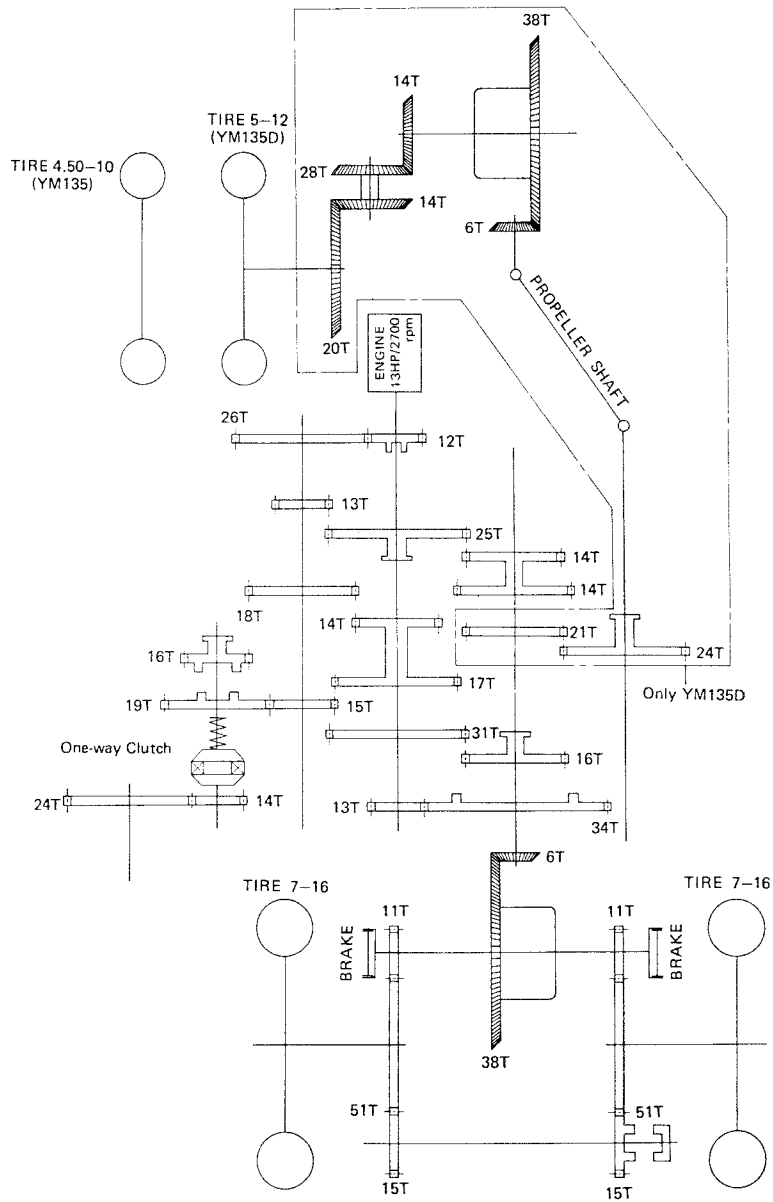 38T
14T
TIRE 5–12
(YM135D)
TIRE 4.50–10
(YM135)
28T
14T
6T
PROPELLER SHAFT
20T
ENGINE
13HP/2700
rpm
26T
12T
13T
25T
14T
14T
18T
14T
21T
16T
24T
17T
Only YM135D
19T
15T
31T
One-way Clutch
16T
24T
14T
13T
34T
6T
TIRE 7–16
TIRE 7–16
11T
11T
BRAKE
BRAKE
38T
51T
51T
15T
15T